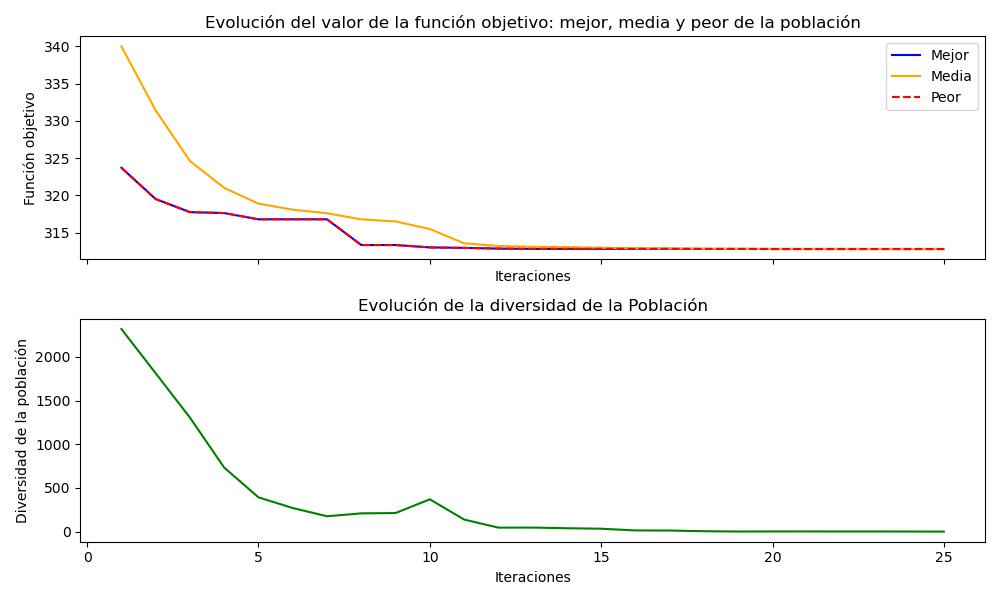 Evolución del valor de la función objetivo: mejor, media y peor de la población
Función objetivo
340
335
330
325
320
315
Mejor
Media
Peor
Iteraciones
Evolución de la diversidad de la Población
Diversidad de la población
2000
1500
1000
500
0
0
5
10
15
20
25
Iteraciones